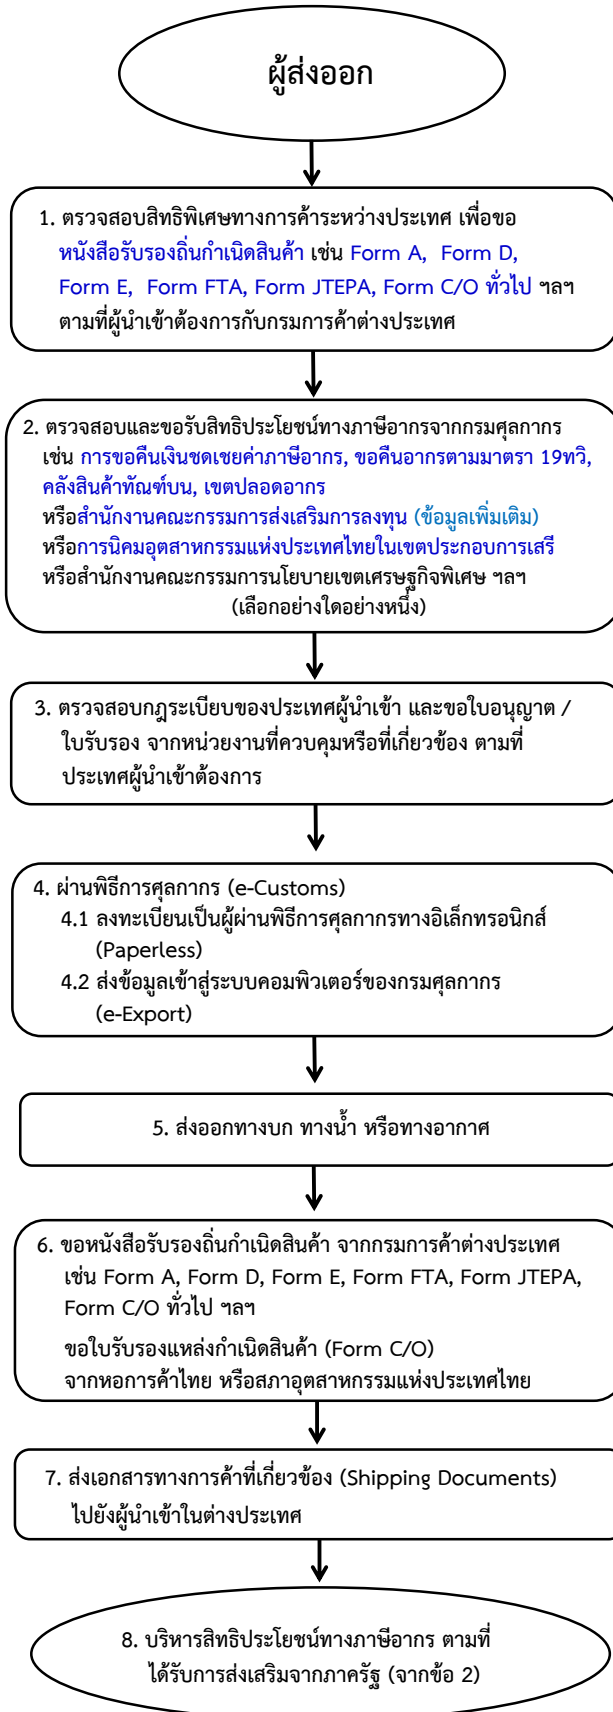 ผู้ส่งออก
1. ตรวจสอบสิทธิพิเศษทางการค้าระหว่างประเทศ เพื่อขอ
หนังสือรับรองถิ่นกำเนิดสินค้า เช่น Form A, Form D,
Form E, Form FTA, Form JTEPA, Form C/O ทั่วไป ฯลฯ
ตามที่ผู้นำเข้าต้องการกับกรมการค้าต่างประเทศ
2. ตรวจสอบและขอรับสิทธิประโยชน์ทางภาษีอากรจากกรมศุลกากร
เช่น การขอคืนเงินชดเชยค่าภาษีอากร, ขอคืนอากรตามมาตรา 19ทวิ,
คลังสินค้าทัณฑ์บน, เขตปลอดอากร
หรือสำนักงานคณะกรรมการส่งเสริมการลงทุน (ข้อมูลเพิ่มเติม)
หรือการนิคมอุตสาหกรรมแห่งประเทศไทยในเขตประกอบการเสรี
หรือสำนักงานคณะกรรมการนโยบายเขตเศรษฐกิจพิเศษ ฯลฯ
(เลือกอย่างใดอย่างหนึ่ง)
3. ตรวจสอบกฎระเบียบของประเทศผู้นำเข้า และขอใบอนุญาต /
ใบรับรอง จากหน่วยงานที่ควบคุมหรือที่เกี่ยวข้อง ตามที่
ประเทศผู้นำเข้าต้องการ
4. ผ่านพิธีการศุลกากร (e-Customs)
4.1 ลงทะเบียนเป็นผู้ผ่านพิธีการศุลกากรทางอิเล็กทรอนิกส์
(Paperless)
4.2 ส่งข้อมูลเข้าสู่ระบบคอมพิวเตอร์ของกรมศุลกากร
(e-Export)
5. ส่งออกทางบก ทางน้ำ หรือทางอากาศ
6. ขอหนังสือรับรองถิ่นกำเนิดสินค้า จากกรมการค้าต่างประเทศ
เช่น Form A, Form D, Form E, Form FTA, Form JTEPA,
Form C/O ทั่วไป ฯลฯ
ขอใบรับรองแหล่งกำเนิดสินค้า (Form C/O)
จากหอการค้าไทย หรือสภาอุตสาหกรรมแห่งประเทศไทย
7. ส่งเอกสารทางการค้าที่เกี่ยวข้อง (Shipping Documents)
ไปยังผู้นำเข้าในต่างประเทศ
8. บริหารสิทธิประโยชน์ทางภาษีอากร ตามที่
ได้รับการส่งเสริมจากภาครัฐ (จากข้อ 2)